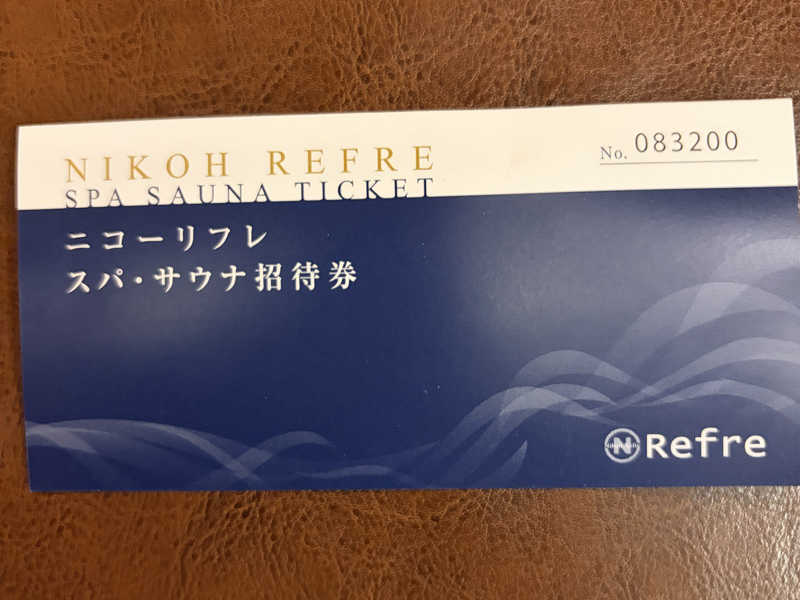 NIKOH REFRE
No. 083200
SPA SAUNA TICKET
ニコーリフレ
スパ・サウナ招待券
N Refre